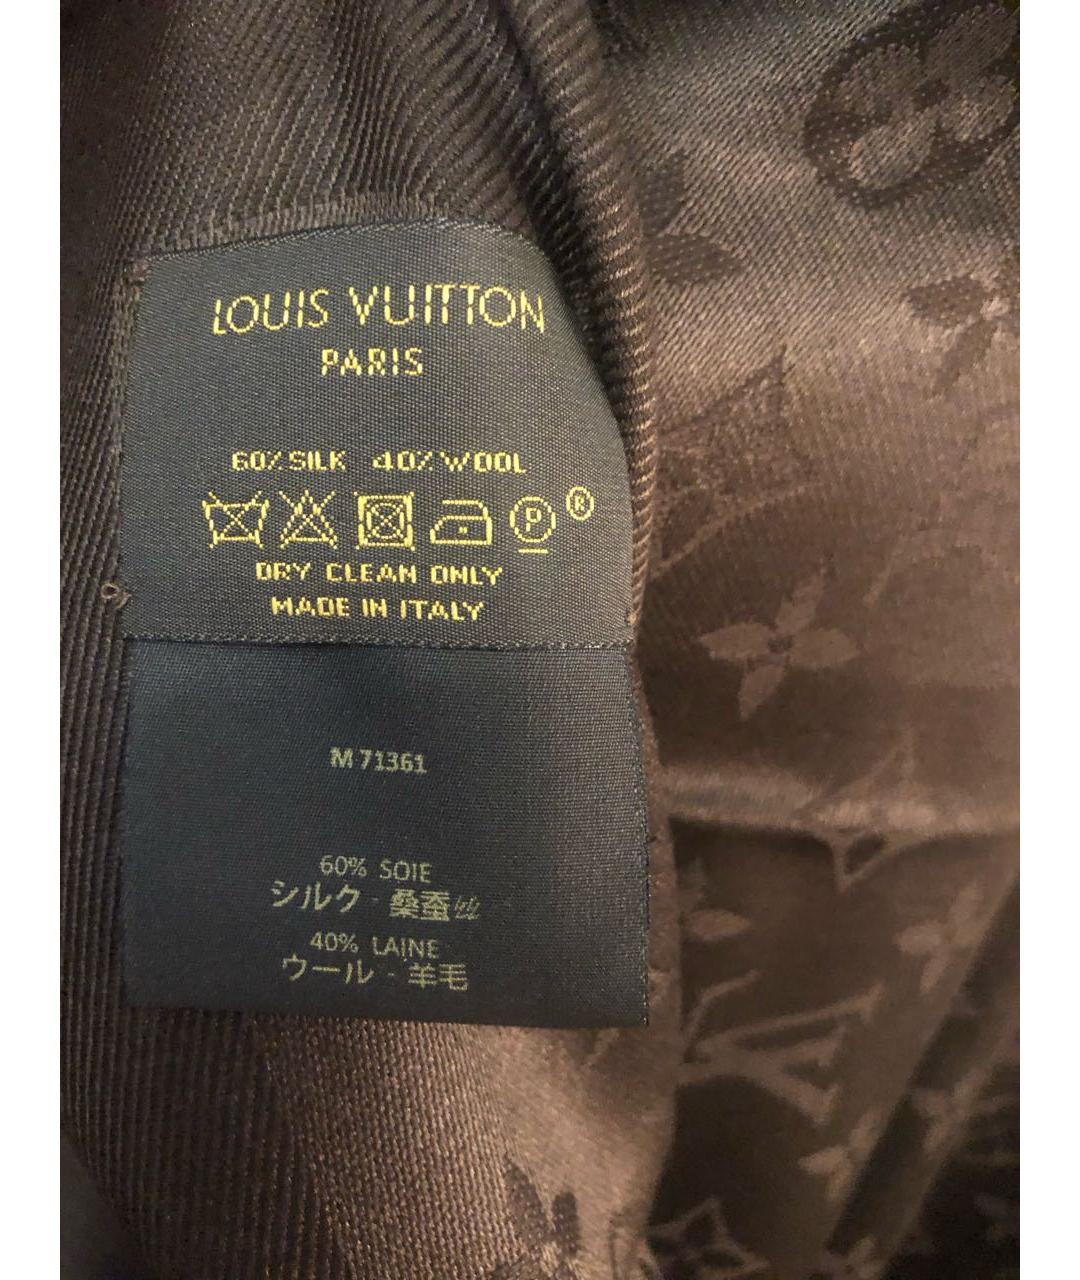 LOUIS VUITTON
PARIS
60% SILK 40% WOOL
P ®
DRY CLEAN ONLY
MADE IN ITALY
M 71361
60% SOIE
シルク - 桑蚕丝
40% LAINE
ウール - 羊毛